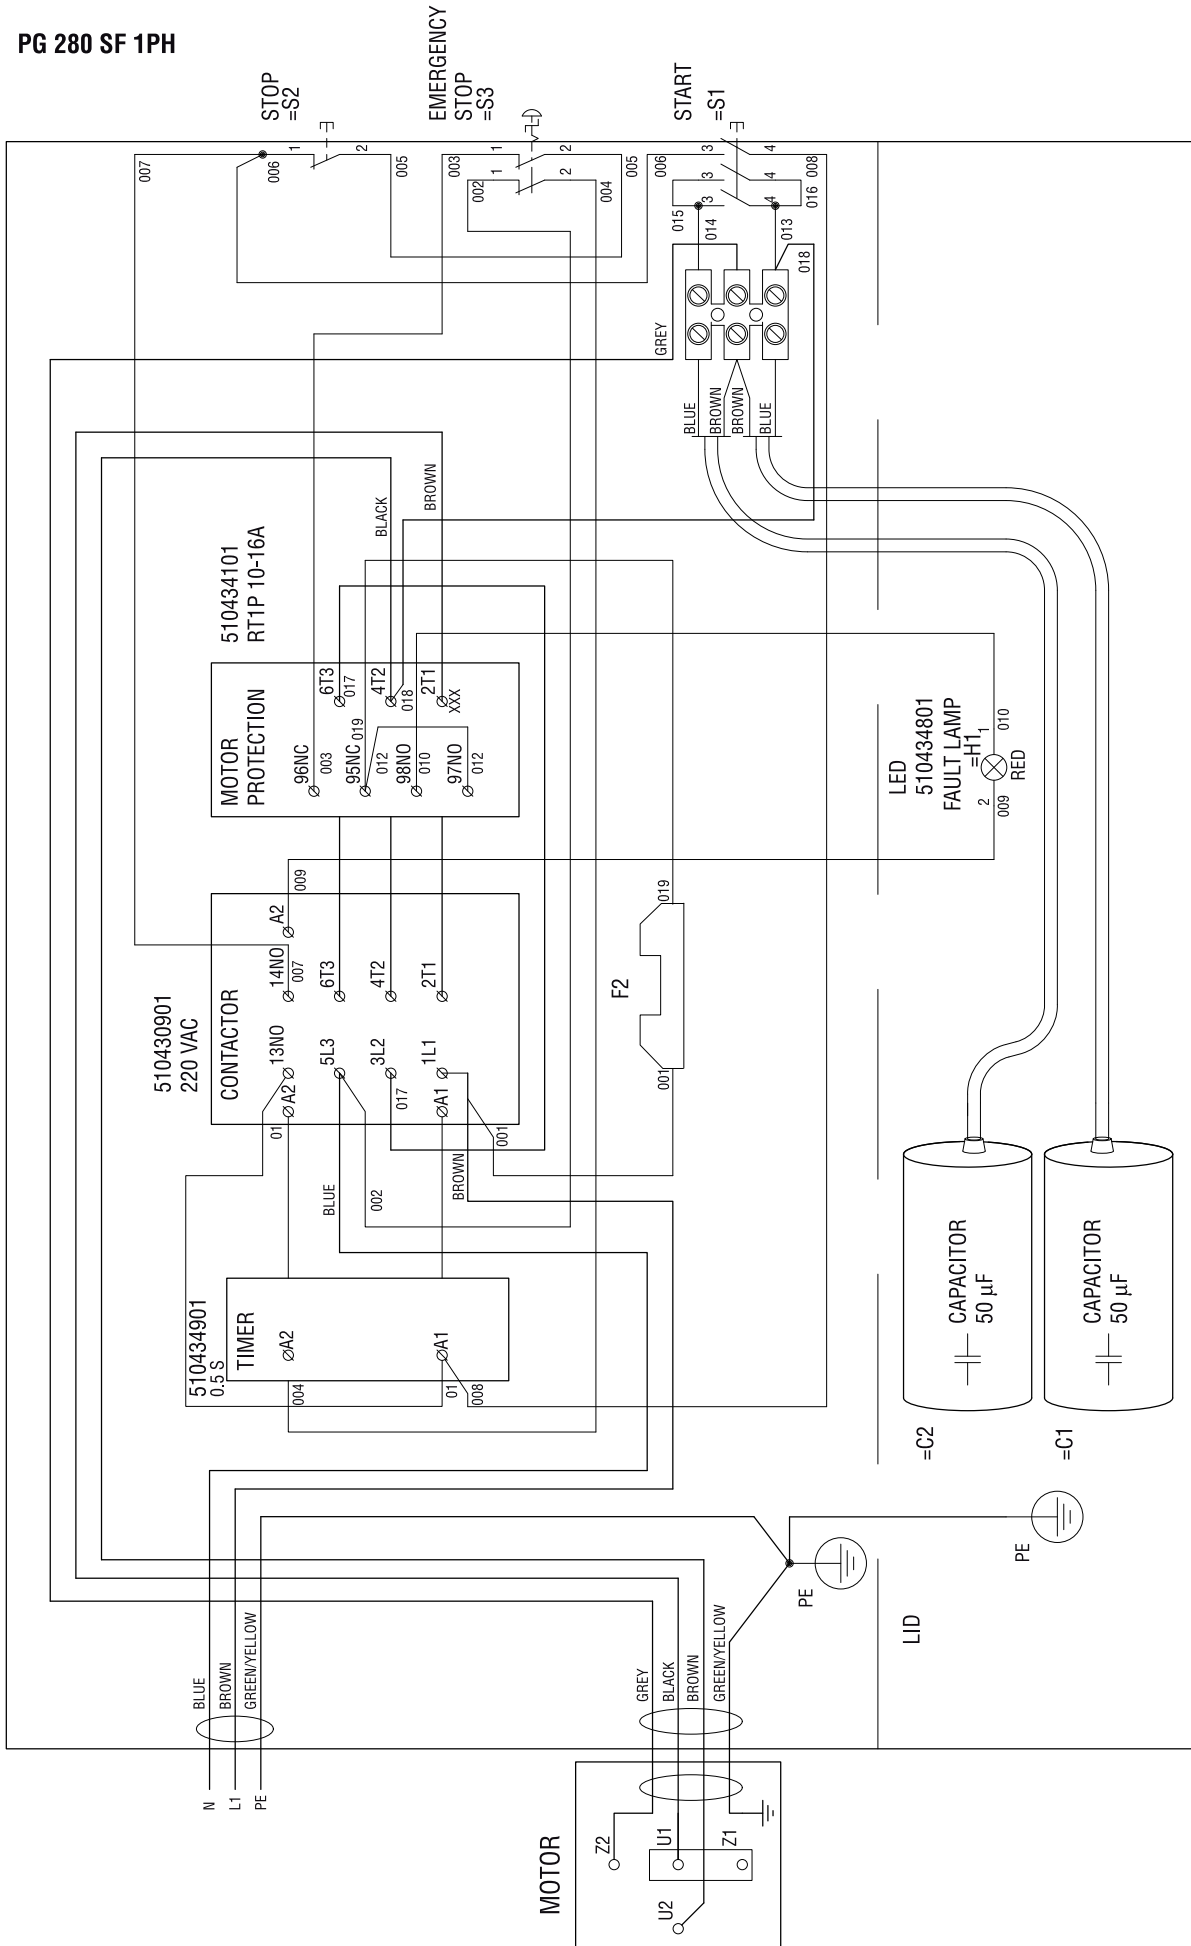 PG 280 SF 1PH
STOP
=S2
EMERGENCY
STOP
=S3
START
=S1
007
006
1
2
005
003
002
1
1
2
2
005
004
006
3
3
3
4
4
4
008
016
015
014
013
018
GREY
BLUE
BROWN
BROWN
BLUE
BLACK
BROWN
510434101
RT1P 10-16A
MOTOR
PROTECTION
96NC
003
95NC
019
012
98NO
010
97NO
012
6T3
017
4T2
018
2T1
XXX
LED
510434801
FAULT LAMP
=H1
1
010
2
009
RED
510430901
220 VAC
CONTACTOR
009
A2
14NO
007
6T3
4T2
2T1
13NO
5L3
3L2
1L1
A2
01
017
A1
001
F2
019
001
BLUE
002
BROWN
510434901
0.5 S
TIMER
A2
A1
004
01
008
CAPACITOR
50 µF
=C2
CAPACITOR
50 µF
=C1
PE
PE
LID
BLUE
BROWN
GREEN/YELLOW
N
L1
PE
GREY
BLACK
BROWN
GREEN/YELLOW
MOTOR
Z2
U1
Z1
U2